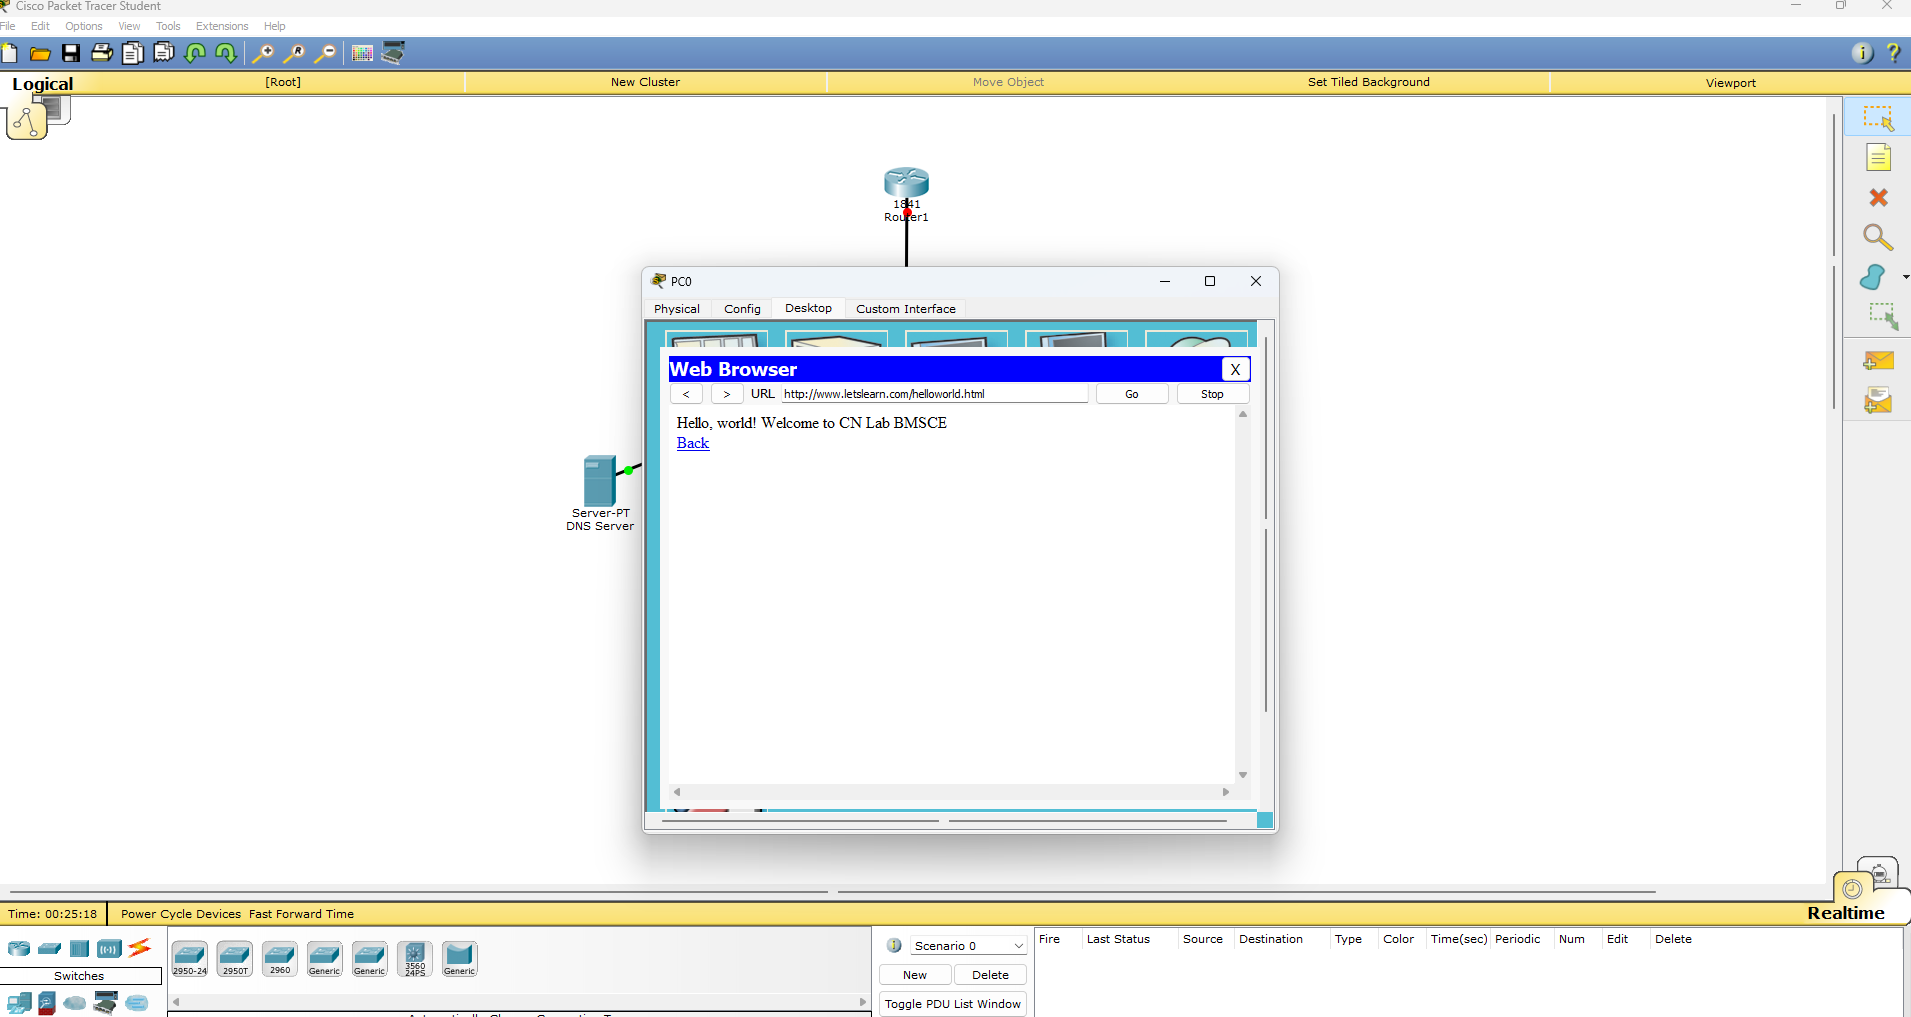 Cisco Packet Tracer Student
File Edit Options View Tools Extensions Help
Logical [Root] New Cluster Move Object Set Tiled Background Viewport
1841
Router1
PC0
Physical Config Desktop Custom Interface
Web Browser X
< > URL http://www.letslearn.com/helloworld.html Go Stop
Hello, world! Welcome to CN Lab BMSCE
Back
Server-PT
DNS Server
Time: 00:25:18 Power Cycle Devices Fast Forward Time Realtime
Switches
2950-24 2950T 2960 Generic Generic 3560 24PS Generic
Scenario 0
New Delete
Toggle PDU List Window
Fire Last Status Source Destination Type Color Time(sec) Periodic Num Edit Delete